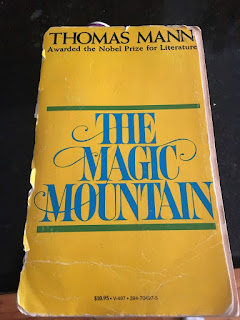 THOMAS MANN
Awarded the Nobel Prize for Literature
THE
MAGIC
MOUNTAIN